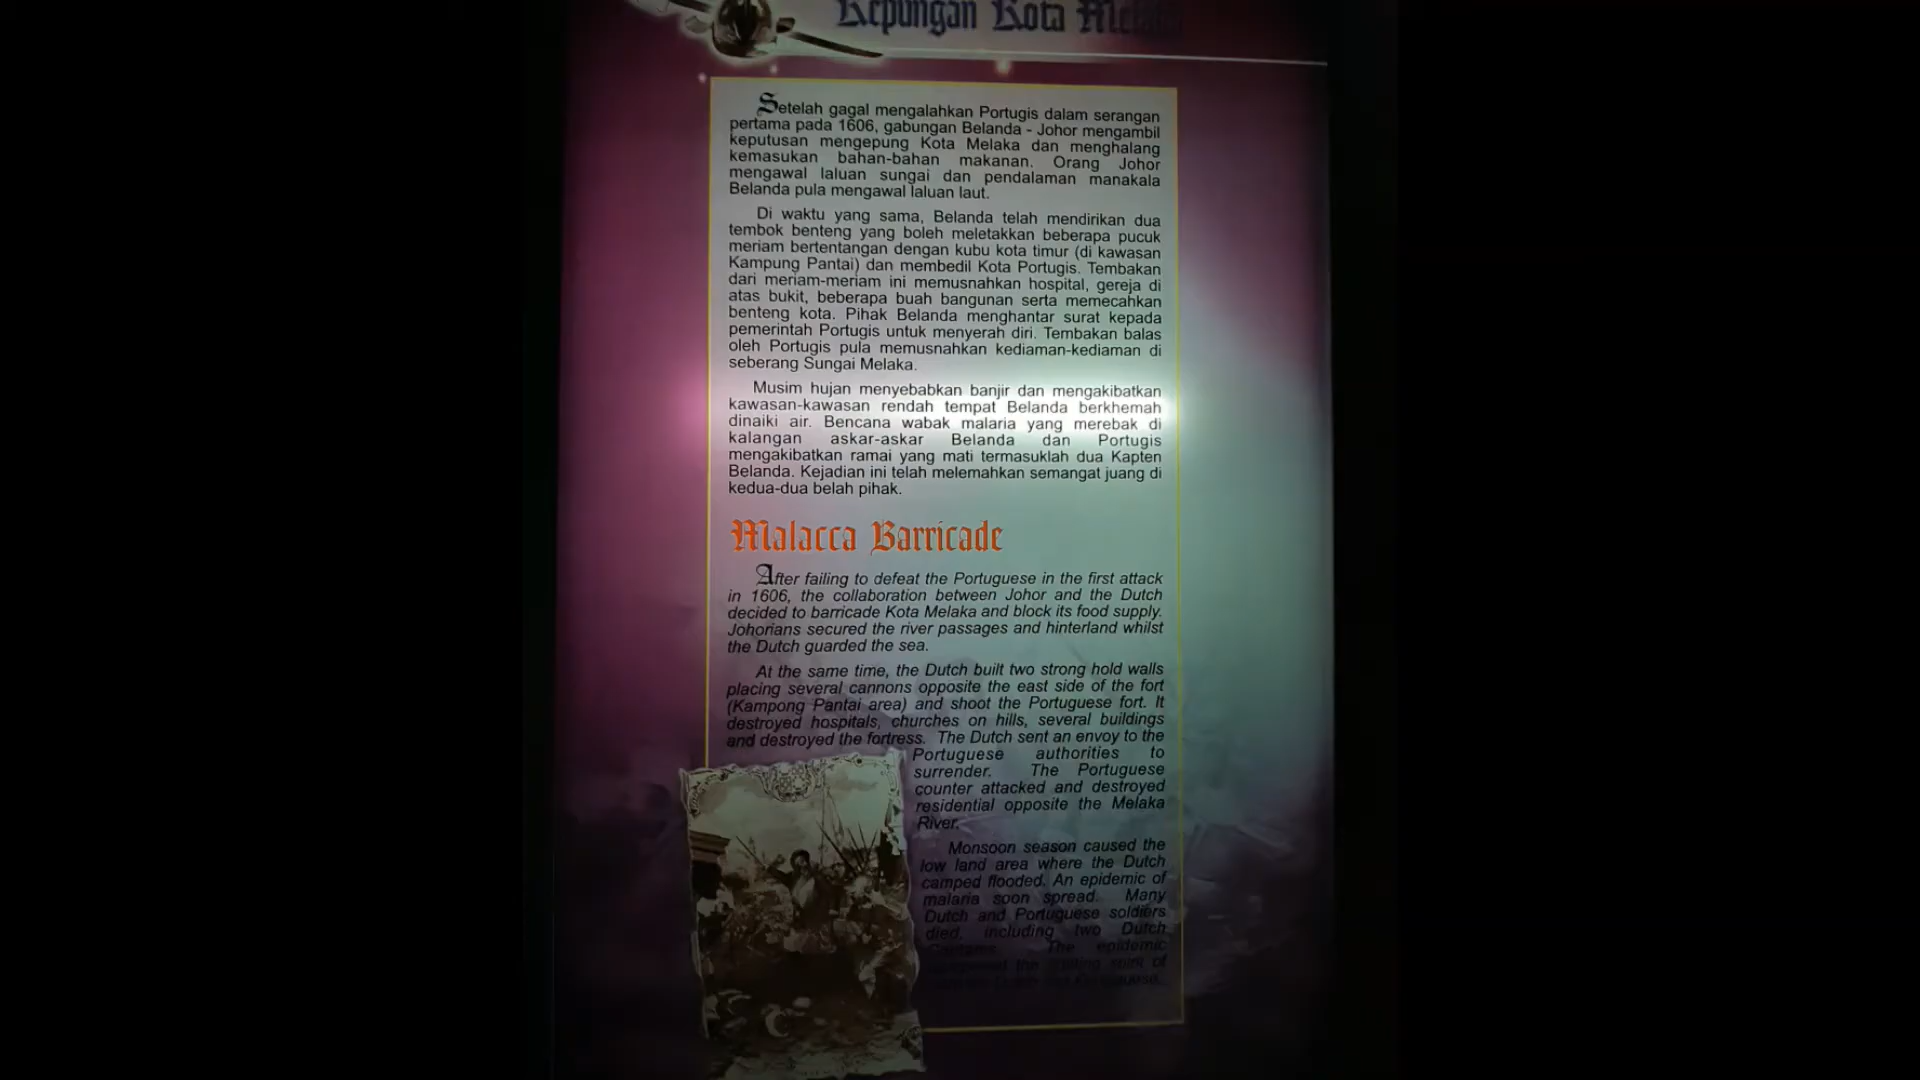 Kepungan Kota Melaka
Setelah gagal mengalahkan Portugis dalam serangan
pertama pada 1606, gabungan Belanda - Johor mengambil
keputusan mengepung Kota Melaka dan menghalang
kemasukan bahan-bahan makanan. Orang Johor
mengawal laluan sungai dan pendalaman manakala
Belanda pula mengawal laluan laut.
Di waktu yang sama, Belanda telah mendirikan dua
tembok benteng yang boleh meletakkan beberapa pucuk
meriam bertentangan dengan kubu kota timur (di kawasan
Kampung Pantai) dan membedil Kota Portugis. Tembakan
dari meriam-meriam ini memusnahkan hospital, gereja di
atas bukit, beberapa buah bangunan serta memecahkan
benteng kota. Pihak Belanda menghantar surat kepada
pemerintah Portugis untuk menyerah diri. Tembakan balas
oleh Portugis pula memusnahkan kediaman-kediaman di
seberang Sungai Melaka.
Musim hujan menyebabkan banjir dan mengakibatkan
kawasan-kawasan rendah tempat Belanda berkhemah
dinaiki air. Bencana wabak malaria yang merebak di
kalangan askar-askar Belanda dan Portugis
mengakibatkan ramai yang mati termasuklah dua Kapten
Belanda. Kejadian ini telah melemahkan semangat juang di
kedua-dua belah pihak.
Malacca Barricade
After failing to defeat the Portuguese in the first attack
in 1606, the collaboration between Johor and the Dutch
decided to barricade Kota Melaka and block its food supply.
Johorians secured the river passages and hinterland whilst
the Dutch guarded the sea.
At the same time, the Dutch built two strong hold walls
placing several cannons opposite the east side of the fort
(Kampong Pantai area) and shoot the Portuguese fort. It
destroyed hospitals, churches on hills, several buildings
and destroyed the fortress. The Dutch sent an envoy to the
Portuguese authorities to
surrender. The Portuguese
counter attacked and destroyed
residential opposite the Melaka
River.
Monsoon season caused the
low land area where the Dutch
camped flooded. An epidemic of
malaria soon spread. Many
Dutch and Portuguese soldiers
died, including two Dutch
The epidemic
the fighting spirit of
Portuguese.